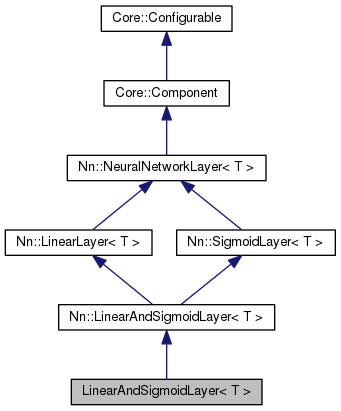 Core::Configurable
Core::Component
Nn::NeuralNetworkLayer< T >
Nn::LinearLayer< T >
Nn::SigmoidLayer< T >
Nn::LinearAndSigmoidLayer< T >
LinearAndSigmoidLayer< T >